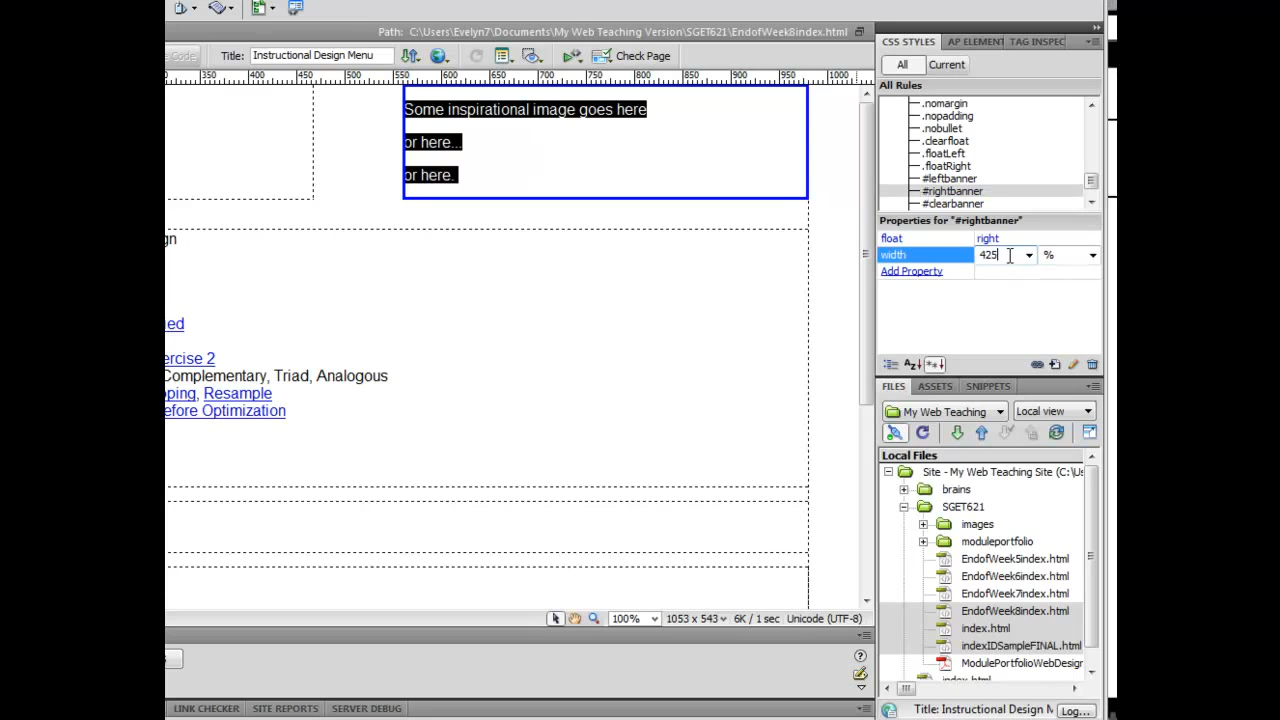 Path: C:\Users\Evelyn7\Documents\My Web Teaching Version\SGET621\EndofWeek8index.html
Code
Title: Instructional Design Menu
Check Page
350 400 450 500 550 600 650 700 750 800 850 900 950 1000
Some inspirational image goes here
or here...
or here.
gn
ed
ercise 2
Complementary, Triad, Analogous
pping, Resample
efore Optimization
100% 1053 x 543 6K / 1 sec Unicode (UTF-8)
LINK CHECKER SITE REPORTS SERVER DEBUG
CSS STYLES AP ELEMENT TAG INSPEC
All Current
All Rules
.nomargin
.nopadding
.nobullet
.clearfloat
.floatLeft
.floatRight
#leftbanner
#rightbanner
#clearbanner
Properties for "#rightbanner"
float right
width 425 %
Add Property
FILES ASSETS SNIPPETS
My Web Teaching Local view
Local Files
Site - My Web Teaching Site (C:\Us
brains
SGET621
images
moduleportfolio
EndofWeek5index.html
EndofWeek6index.html
EndofWeek7index.html
EndofWeek8index.html
index.html
indexIDSampleFINAL.html
ModulePortfolioWebDesign
index.html
Title: Instructional Design M Log...